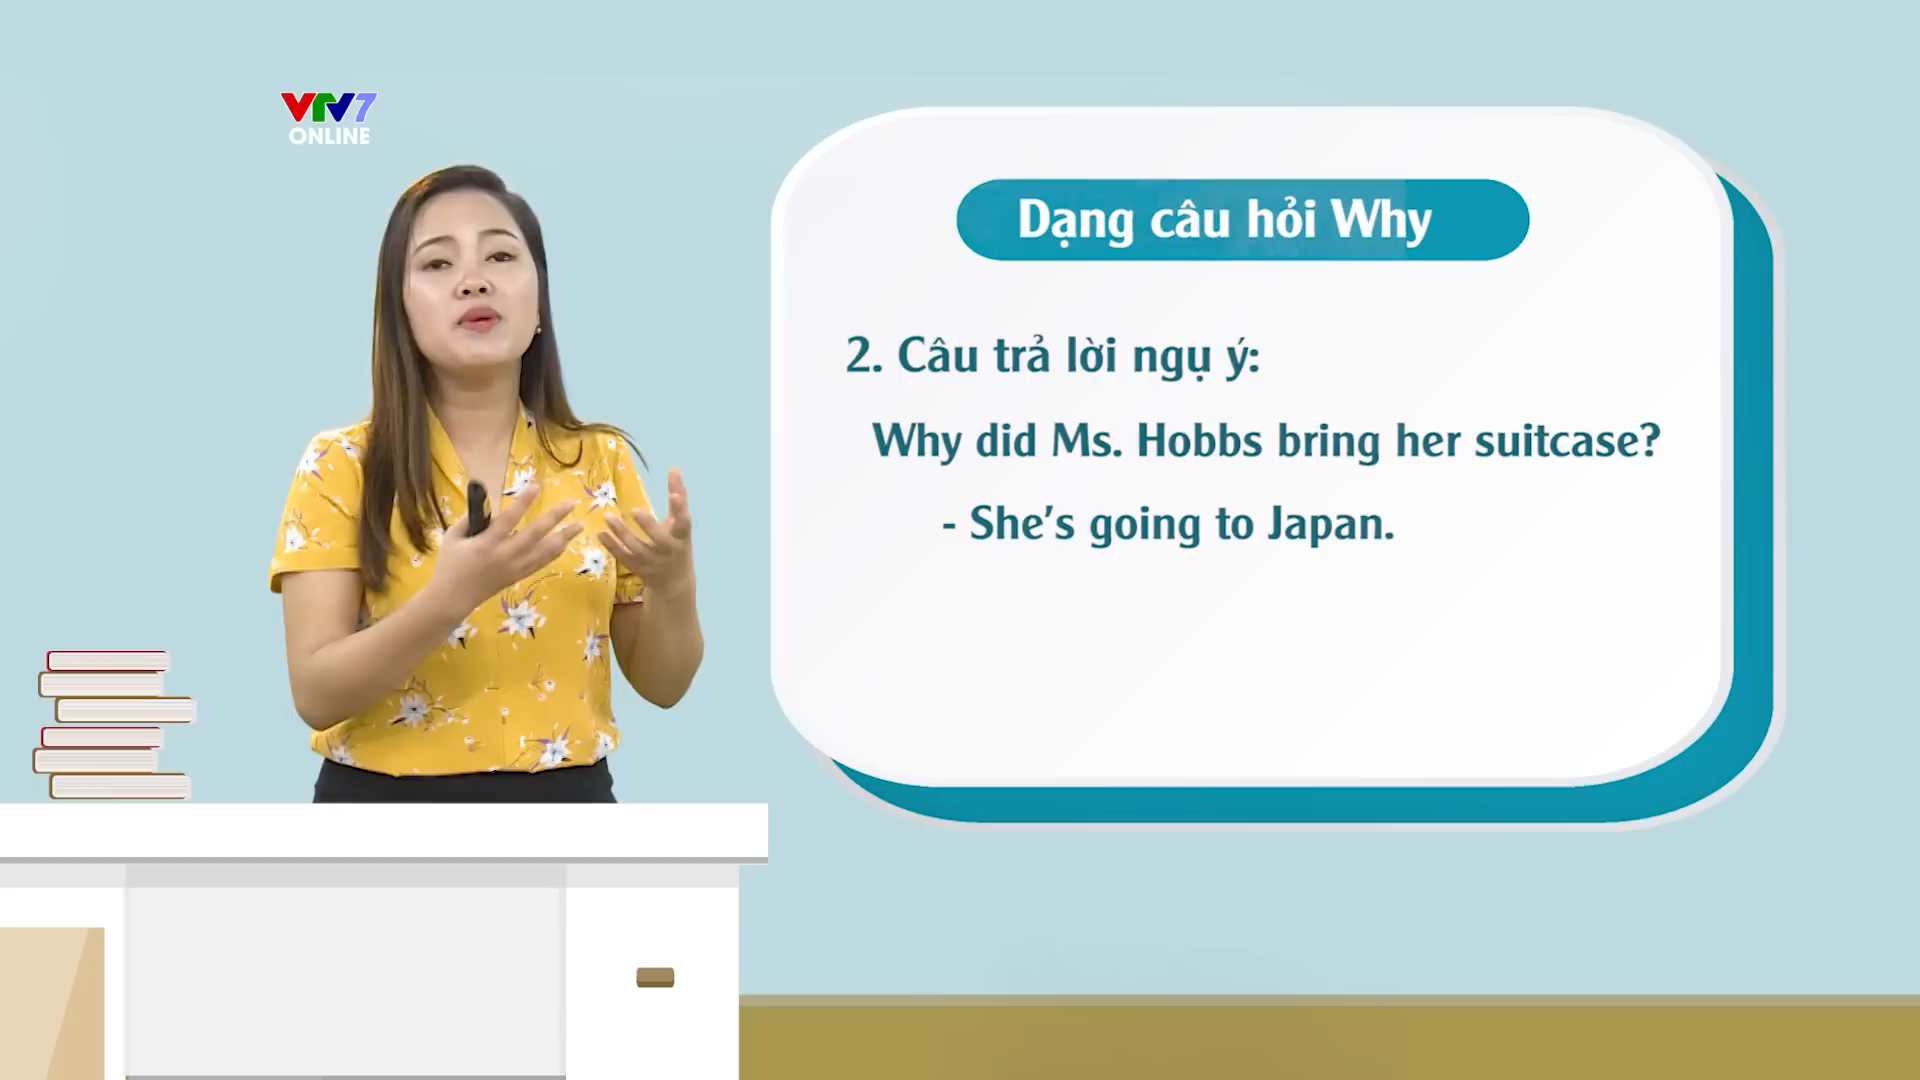 VTV7
ONLINE
Dạng câu hỏi Why
2. Câu trả lời ngụ ý:
Why did Ms. Hobbs bring her suitcase?
- She's going to Japan.